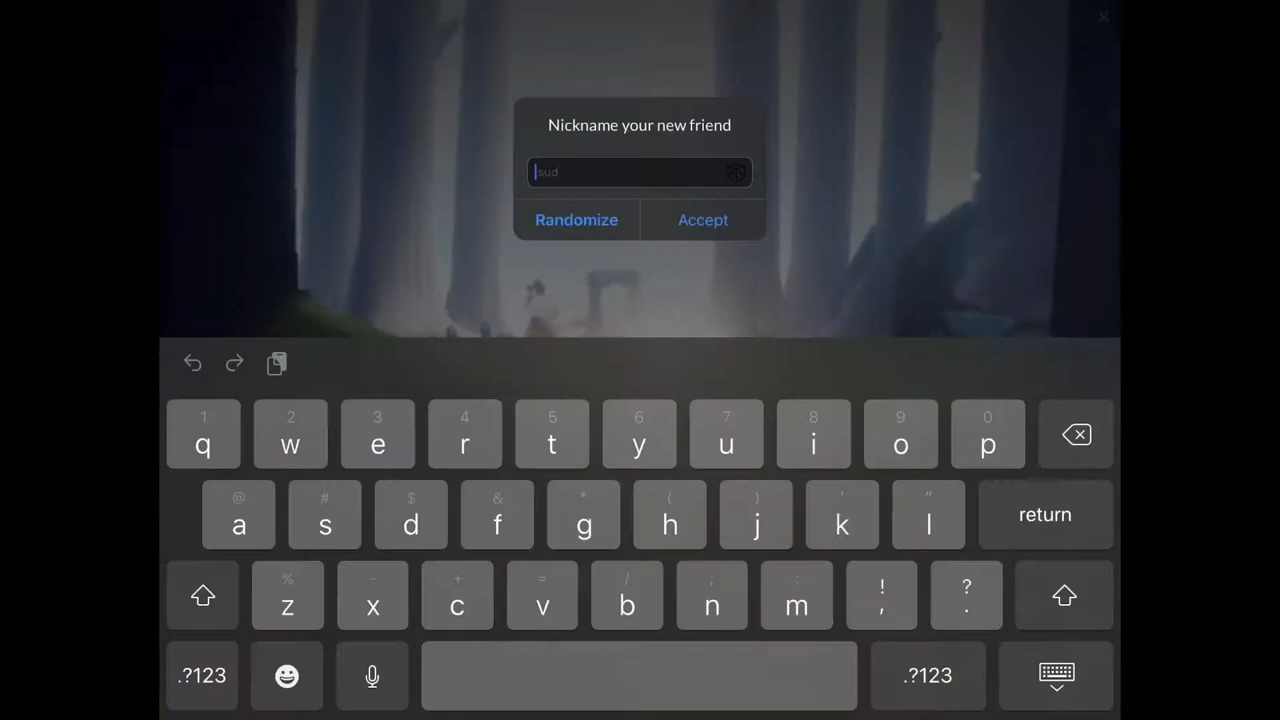 Nickname your new friend
sud
Randomize
Accept
1 2 3 4 5 6 7 8 9 0
q w e r t y u i o p
@ # $ & * ( ) ' "
a s d f g h j k l return
% - + = / ; : ! ?
z x c v b n m , .
.?123 .?123